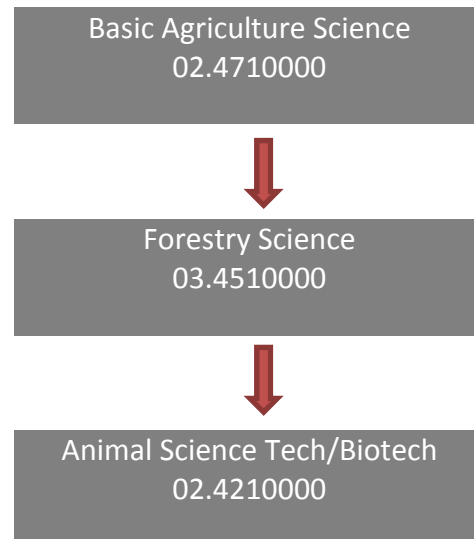 Basic Agriculture Science
02.4710000
Forestry Science
03.4510000
Animal Science Tech/Biotech
02.4210000